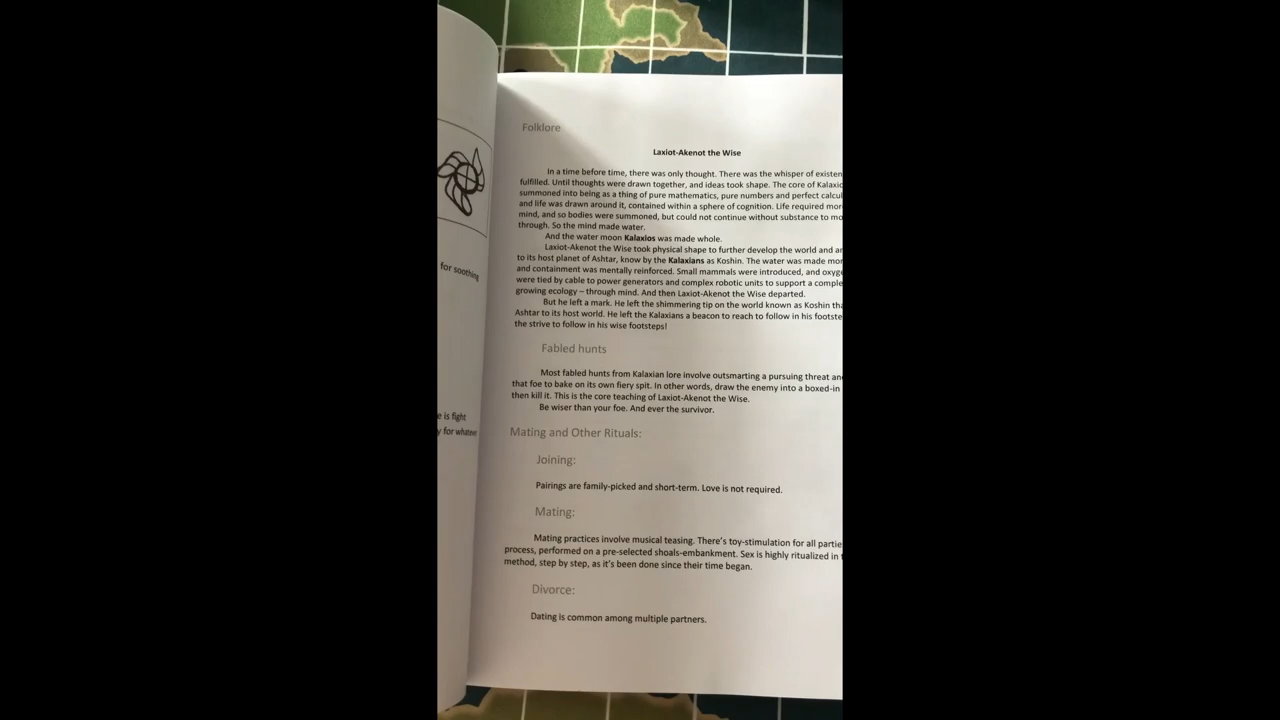 for soothing
e is fight
y for whatever
Folklore
Laxiot-Akenot the Wise
In a time before time, there was only thought. There was the whisper of existen
fulfilled. Until thoughts were drawn together, and ideas took shape. The core of Kalaxio
summoned into being as a thing of pure mathematics, pure numbers and perfect calcul
and life was drawn around it, contained within a sphere of cognition. Life required mor
mind, and so bodies were summoned, but could not continue without substance to mo
through. So the mind made water.
And the water moon Kalaxios was made whole.
Laxiot-Akenot the Wise took physical shape to further develop the world and an
to its host planet of Ashtar, know by the Kalaxians as Koshin. The water was made mor
and containment was mentally reinforced. Small mammals were introduced, and oxyge
were tied by cable to power generators and complex robotic units to support a comple
growing ecology – through mind. And then Laxiot-Akenot the Wise departed.
But he left a mark. He left the shimmering tip on the world known as Koshin tha
Ashtar to its host world. He left the Kalaxians a beacon to reach to follow in his footste
the strive to follow in his wise footsteps!
Fabled hunts
Most fabled hunts from Kalaxian lore involve outsmarting a pursuing threat an
that foe to bake on its own fiery spit. In other words, draw the enemy into a boxed-in
then kill it. This is the core teaching of Laxiot-Akenot the Wise.
Be wiser than your foe. And ever the survivor.
Mating and Other Rituals:
Joining:
Pairings are family-picked and short-term. Love is not required.
Mating:
Mating practices involve musical teasing. There's toy-stimulation for all partie
process, performed on a pre-selected shoals-embankment. Sex is highly ritualized in t
method, step by step, as it's been done since their time began.
Divorce:
Dating is common among multiple partners.